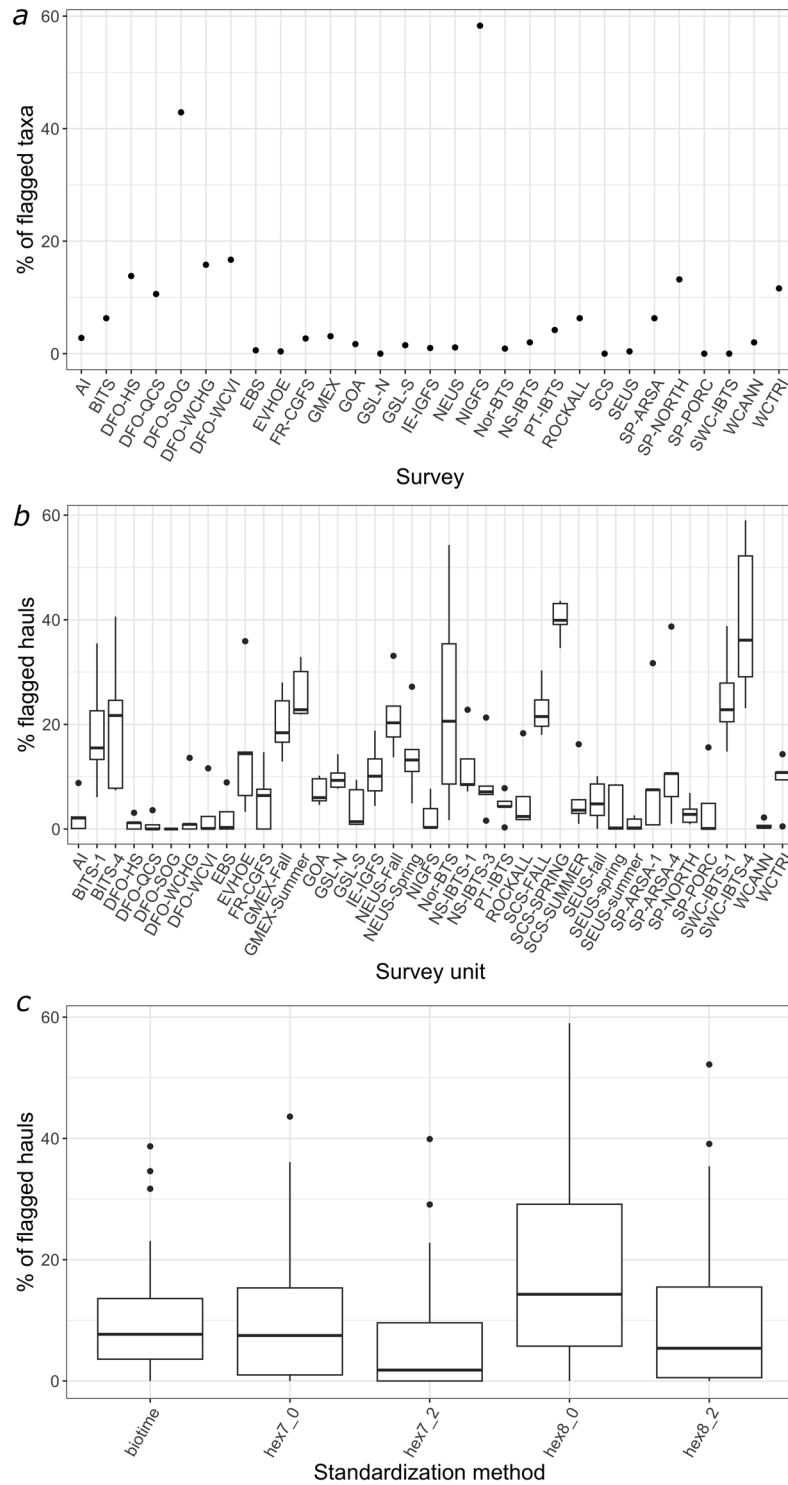 a
% of flagged taxa
60
40
20
0
AI
BITS
DFO-HS
DFO-QCS
DFO-SOG
DFO-WCHG
DFO-WCVI
EBS
EVHOE
FR-CGFS
GMEX
GOA
GSL-N
GSL-S
IE-IGFS
NEUS
NIGFS
Nor-BTS
NS-IBTS
PT-IBTS
ROCKALL
SCS
SEUS
SP-ARSA
SP-NORTH
SP-PORC
SWC-IBTS
WCANN
WCTRI
Survey
b
% flagged hauls
60
40
20
0
AI
BITS-1
BITS-4
DFO-HS
DFO-QCS
DFO-SOG
DFO-WCHG
DFO-WCVI
EBS
EVHOE
FR-CGFS
GMEX-Fall
GMEX-Summer
GOA
GSL-N
GSL-S
IE-IGFS
NEUS-Fall
NEUS-Spring
NIGFS
Nor-BTS
NS-IBTS-1
NS-IBTS-3
PT-IBTS
ROCKALL
SCS-FALL
SCS-SPRING
SCS-SUMMER
SEUS-fall
SEUS-spring
SEUS-summer
SP-ARSA-1
SP-ARSA-4
SP-NORTH
SP-PORC
SWC-IBTS-1
SWC-IBTS-4
WCANN
WCTRI
Survey unit
c
% of flagged hauls
60
40
20
0
biotime
hex7_0
hex7_2
hex8_0
hex8_2
Standardization method